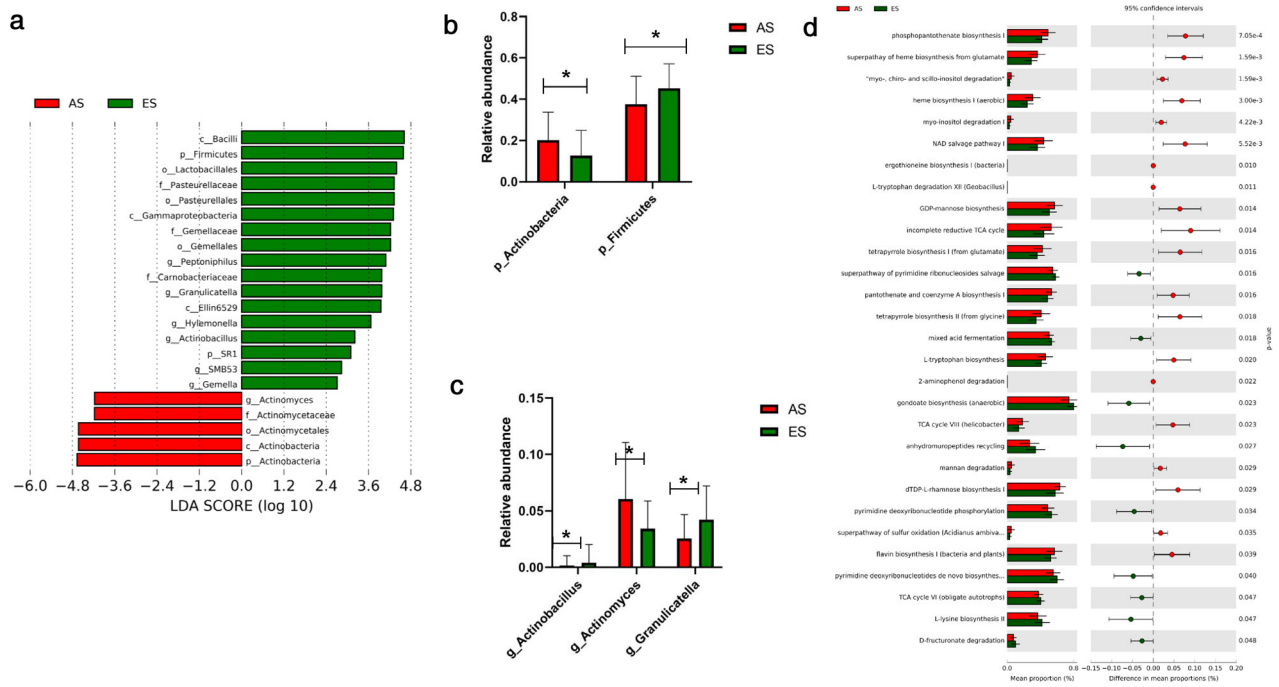 a
AS
ES
c__Bacilli
p__Firmicutes
o__Lactobacillales
f__Pasteurellaceae
o__Pasteurellales
c__Gammaproteobacteria
f__Gemellaceae
o__Gemellales
g__Peptoniphilus
f__Carnobacteriaceae
g__Granulicatella
c__Ellin6529
g__Hylemonella
g__Actinobacillus
p__SR1
g__SMB53
g__Gemella
g__Actinomyces
f__Actinomycetaceae
o__Actinomycetales
c__Actinobacteria
p__Actinobacteria
−6.0 −4.8 −3.6 −2.4 −1.2 0.0 1.2 2.4 3.6 4.8
LDA SCORE (log 10)
b
Relative abundance
0.8
0.6
0.4
0.2
0.0
*
*
AS
ES
p_Actinobacteria
p_Firmicutes
c
Relative abundance
0.15
0.10
0.05
0.00
*
*
*
AS
ES
g_Actinobacillus
g_Actinomyces
g_Granulicatella
d
AS ES
95% confidence intervals
phosphopantothenate biosynthesis I 7.05e-4
superpathay of heme biosynthesis from glutamate 1.59e-3
"myo-, chiro- and scillo-inositol degradation" 1.59e-3
heme biosynthesis I (aerobic) 3.00e-3
myo-inositol degradation I 4.22e-3
NAD salvage pathway I 5.52e-3
ergothioneine biosynthesis I (bacteria) 0.010
L-tryptophan degradation XII (Geobacillus) 0.011
GDP-mannose biosynthesis 0.014
incomplete reductive TCA cycle 0.014
tetrapyrrole biosynthesis I (from glutamate) 0.016
superpathway of pyrimidine ribonucleosides salvage 0.016
pantothenate and coenzyme A biosynthesis I 0.016
tetrapyrrole biosynthesis II (from glycine) 0.018
mixed acid fermentation 0.018
L-tryptophan biosynthesis 0.020
2-aminophenol degradation 0.022
gondoate biosynthesis (anaerobic) 0.023
TCA cycle VIII (helicobacter) 0.023
anhydromuropeptides recycling 0.027
mannan degradation 0.029
dTDP-L-rhamnose biosynthesis I 0.029
pyrimidine deoxyribonucleotide phosphorylation 0.034
superpathway of sulfur oxidation (Acidianus ambiva... 0.035
flavin biosynthesis I (bacteria and plants) 0.039
pyrimidine deoxyribonucleotides de novo biosynthes... 0.040
TCA cycle VI (obligate autotrophs) 0.047
L-lysine biosynthesis II 0.047
D-fructuronate degradation 0.048
p-value
0.0 0.8
Mean proportion (%)
−0.15 −0.10 −0.05 0.00 0.05 0.10 0.15 0.20
Difference in mean proportions (%)